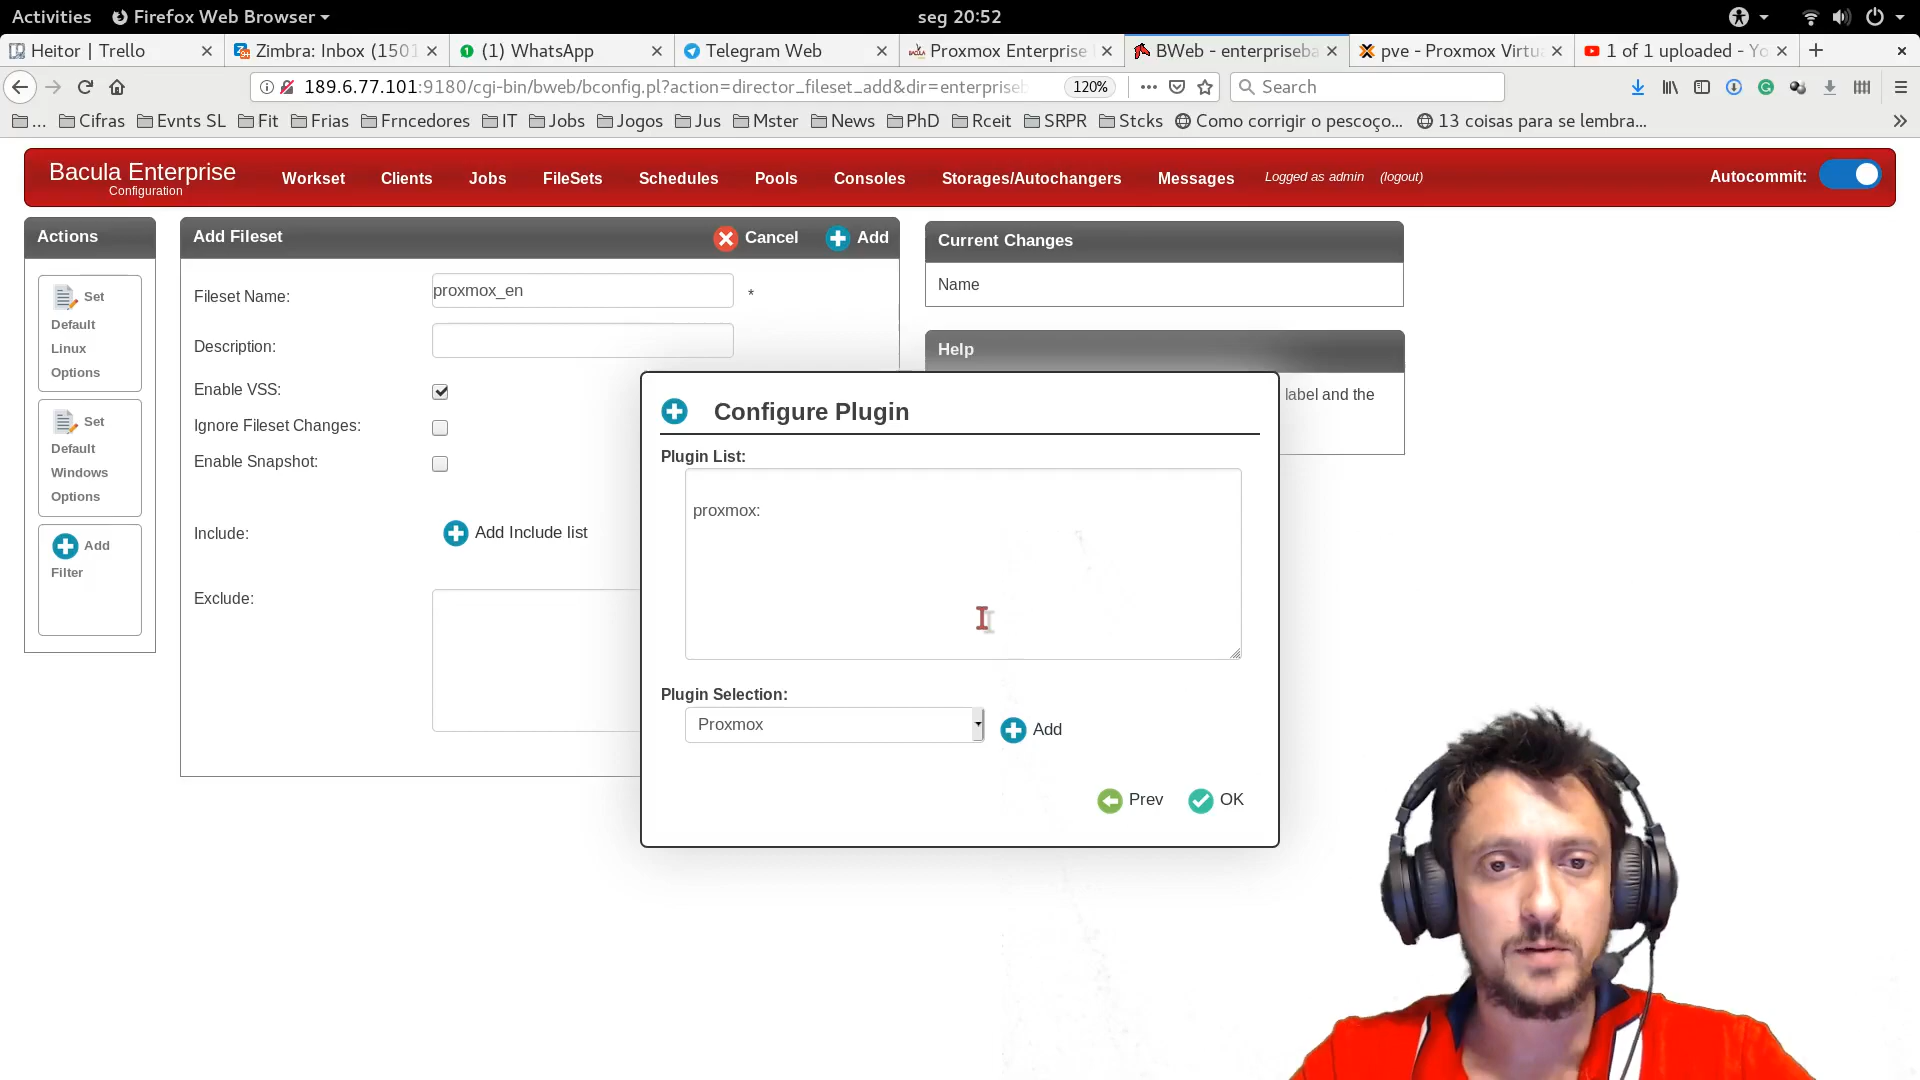 Activities Firefox Web Browser seg 20:52
Heitor | Trello Zimbra: Inbox (1501 (1) WhatsApp Telegram Web Proxmox Enterprise BWeb - enterpriseba pve - Proxmox Virtu 1 of 1 uploaded - Yo
189.6.77.101:9180/cgi-bin/bweb/bconfig.pl?action=director_fileset_add&dir=enterpriseb 120% Search
... Cifras Evnts SL Fit Frias Frncedores IT Jobs Jogos Jus Mster News PhD Rceit SRPR Stcks Como corrigir o pescoço... 13 coisas para se lembra...
Bacula Enterprise
Configuration
Workset Clients Jobs FileSets Schedules Pools Consoles Storages/Autochangers Messages Logged as admin (logout) Autocommit:
Actions
Set
Default
Linux
Options
Set
Default
Windows
Options
Add
Filter
Add Fileset Cancel Add
Fileset Name: proxmox_en *
Description:
Enable VSS:
Ignore Fileset Changes:
Enable Snapshot:
Include: Add Include list
Exclude:
Current Changes
Name
Help
label and the
Configure Plugin
Plugin List:
proxmox:
Plugin Selection:
Proxmox Add
Prev OK